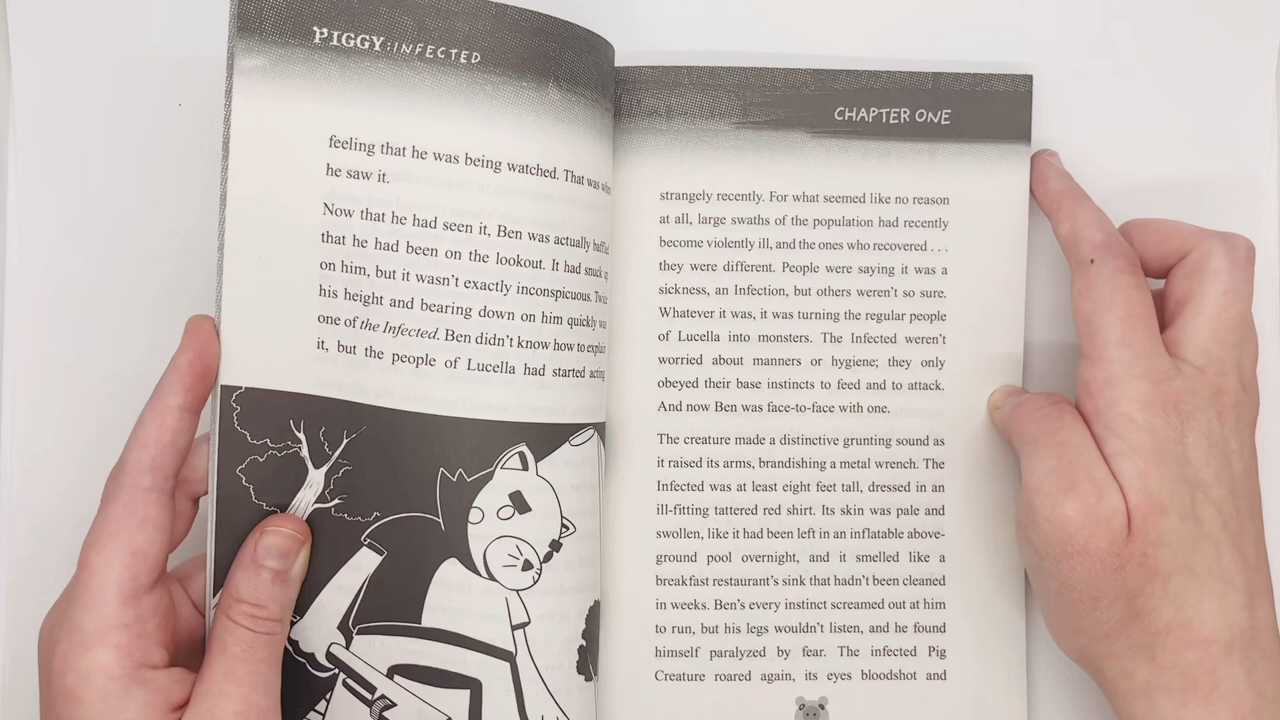 PIGGY:INFECTED
feeling that he was being watched. That was when
he saw it.
Now that he had seen it, Ben was actually baffled
that he had been on the lookout. It had snuck up
on him, but it wasn't exactly inconspicuous. Twice
his height and bearing down on him quickly was
one of the Infected. Ben didn't know how to explain
it, but the people of Lucella had started acting
CHAPTER ONE
strangely recently. For what seemed like no reason
at all, large swaths of the population had recently
become violently ill, and the ones who recovered . . .
they were different. People were saying it was a
sickness, an Infection, but others weren't so sure.
Whatever it was, it was turning the regular people
of Lucella into monsters. The Infected weren't
worried about manners or hygiene; they only
obeyed their base instincts to feed and to attack.
And now Ben was face-to-face with one.
The creature made a distinctive grunting sound as
it raised its arms, brandishing a metal wrench. The
Infected was at least eight feet tall, dressed in an
ill-fitting tattered red shirt. Its skin was pale and
swollen, like it had been left in an inflatable above-
ground pool overnight, and it smelled like a
breakfast restaurant's sink that hadn't been cleaned
in weeks. Ben's every instinct screamed out at him
to run, but his legs wouldn't listen, and he found
himself paralyzed by fear. The infected Pig
Creature roared again, its eyes bloodshot and